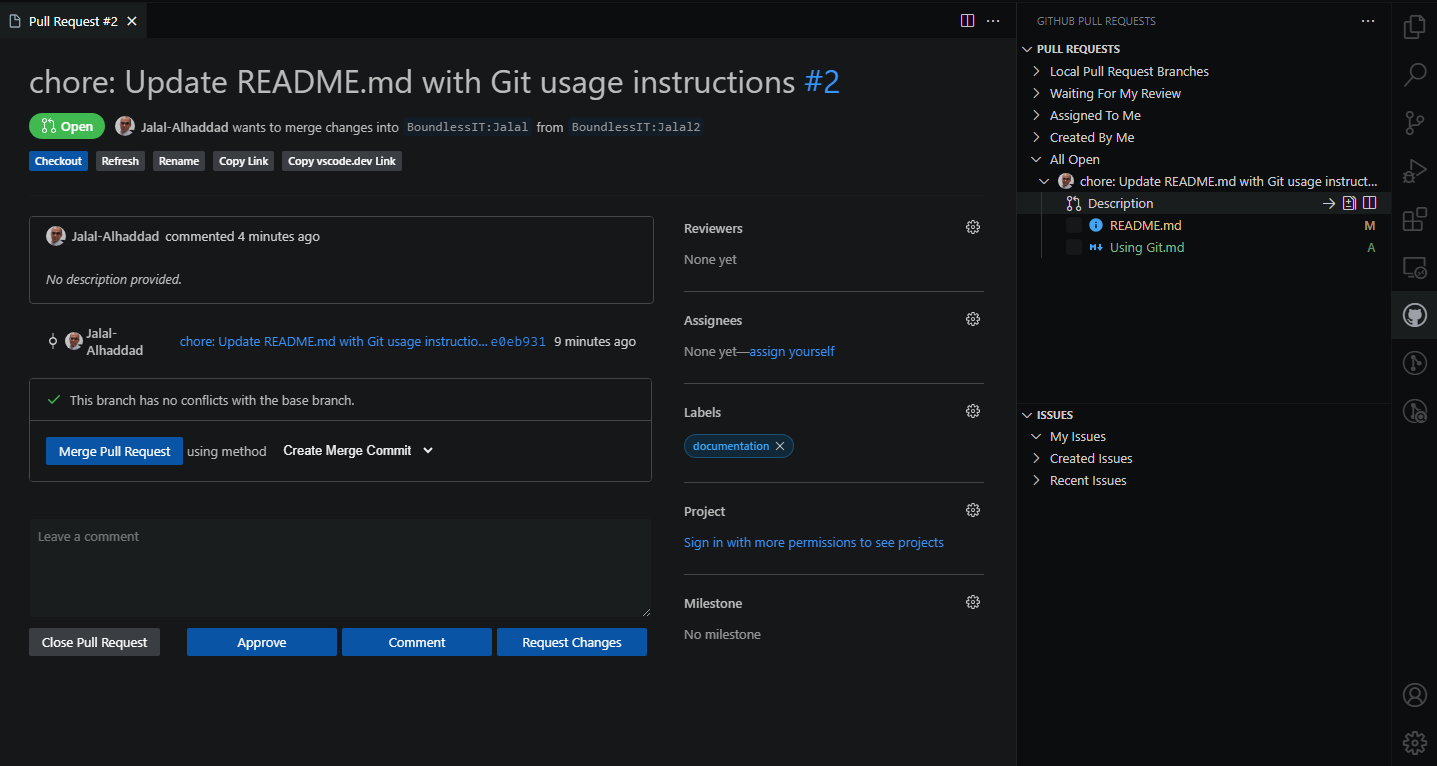 Pull Request #2
chore: Update README.md with Git usage instructions #2
Open Jalal-Alhaddad wants to merge changes into BoundlessIT:Jalal from BoundlessIT:Jalal2
Checkout Refresh Rename Copy Link Copy vscode.dev Link
Jalal-Alhaddad commented 4 minutes ago
No description provided.
Jalal-
Alhaddad
chore: Update README.md with Git usage instructio... e0eb931 9 minutes ago
This branch has no conflicts with the base branch.
Merge Pull Request using method Create Merge Commit
Leave a comment
Close Pull Request Approve Comment Request Changes
Reviewers
None yet
Assignees
None yet—assign yourself
Labels
documentation
Project
Sign in with more permissions to see projects
Milestone
No milestone
GITHUB PULL REQUESTS
PULL REQUESTS
Local Pull Request Branches
Waiting For My Review
Assigned To Me
Created By Me
All Open
chore: Update README.md with Git usage instruct...
Description
README.md M
Using Git.md A
ISSUES
My Issues
Created Issues
Recent Issues